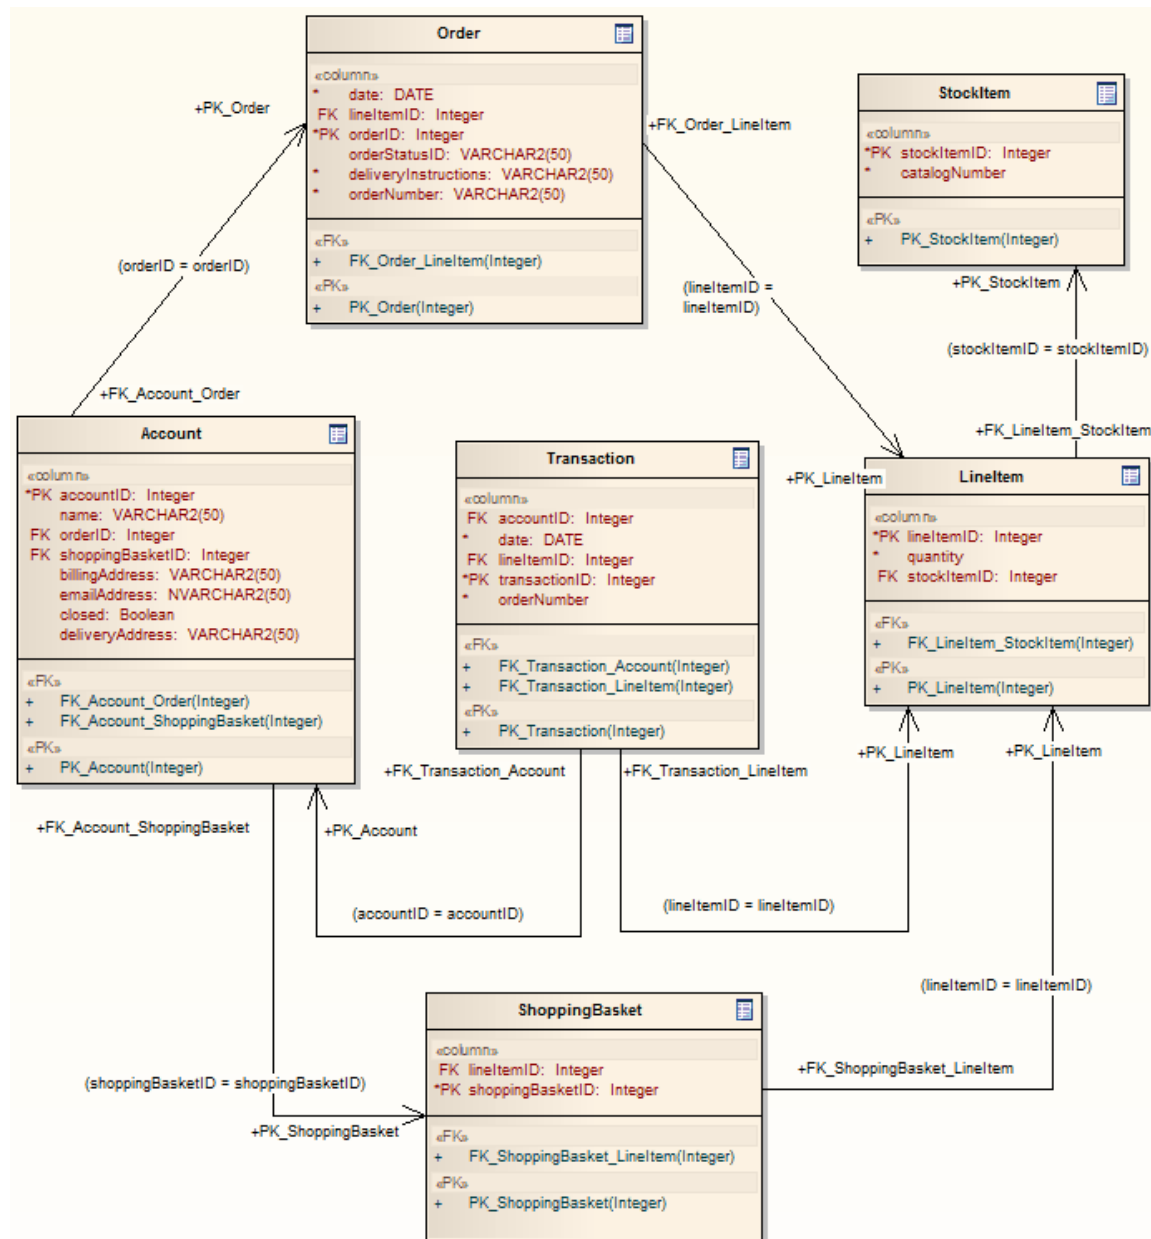 Order
«column»
* date: DATE
FK lineItemID: Integer
*PK orderID: Integer
orderStatusID: VARCHAR2(50)
* deliveryInstructions: VARCHAR2(50)
* orderNumber: VARCHAR2(50)
«FK»
+ FK_Order_LineItem(Integer)
«PK»
+ PK_Order(Integer)
+PK_Order
+FK_Order_LineItem
StockItem
«column»
*PK stockItemID: Integer
* catalogNumber
«PK»
+ PK_StockItem(Integer)
+PK_StockItem
(orderID = orderID)
(lineItemID =
lineItemID)
(stockItemID = stockItemID)
+FK_Account_Order
+FK_LineItem_StockItem
Account
«column»
*PK accountID: Integer
name: VARCHAR2(50)
FK orderID: Integer
FK shoppingBasketID: Integer
billingAddress: VARCHAR2(50)
emailAddress: NVARCHAR2(50)
closed: Boolean
deliveryAddress: VARCHAR2(50)
«FK»
+ FK_Account_Order(Integer)
+ FK_Account_ShoppingBasket(Integer)
«PK»
+ PK_Account(Integer)
Transaction
«column»
FK accountID: Integer
* date: DATE
FK lineItemID: Integer
*PK transactionID: Integer
* orderNumber
«FK»
+ FK_Transaction_Account(Integer)
+ FK_Transaction_LineItem(Integer)
«PK»
+ PK_Transaction(Integer)
+PK_LineItem
LineItem
«column»
*PK lineItemID: Integer
* quantity
FK stockItemID: Integer
«FK»
+ FK_LineItem_StockItem(Integer)
«PK»
+ PK_LineItem(Integer)
+FK_Transaction_Account
+FK_Transaction_LineItem
+PK_LineItem
+PK_LineItem
+FK_Account_ShoppingBasket
+PK_Account
(accountID = accountID)
(lineItemID = lineItemID)
(lineItemID = lineItemID)
ShoppingBasket
«column»
FK lineItemID: Integer
*PK shoppingBasketID: Integer
«FK»
+ FK_ShoppingBasket_LineItem(Integer)
«PK»
+ PK_ShoppingBasket(Integer)
+FK_ShoppingBasket_LineItem
(shoppingBasketID = shoppingBasketID)
+PK_ShoppingBasket